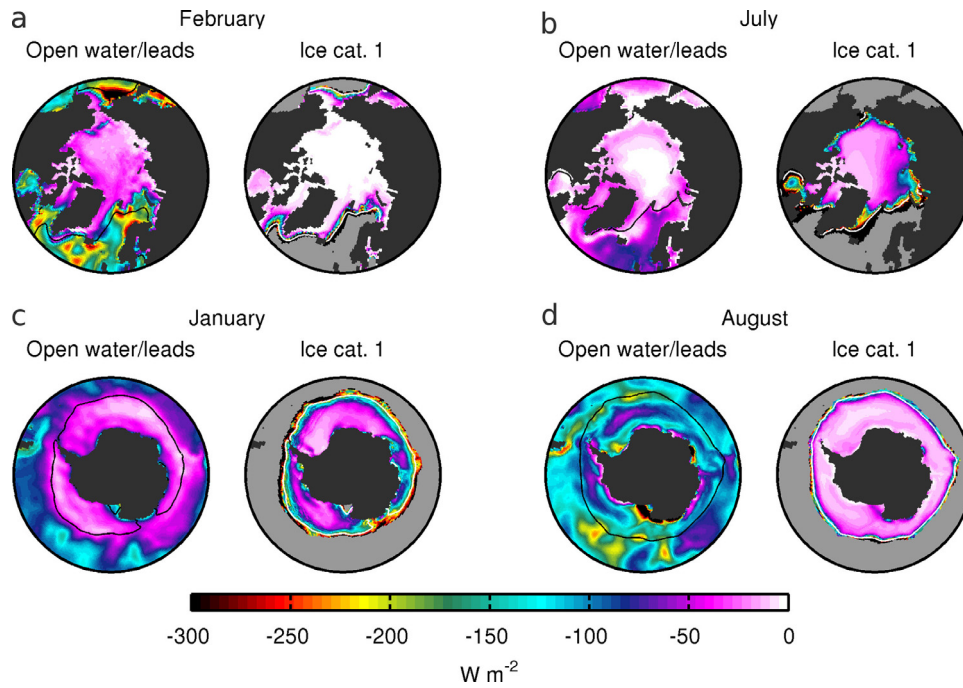 a
February
Open water/leads
Ice cat. 1
b
July
Open water/leads
Ice cat. 1
c
January
Open water/leads
Ice cat. 1
d
August
Open water/leads
Ice cat. 1
-300 -250 -200 -150 -100 -50 0
W m⁻²